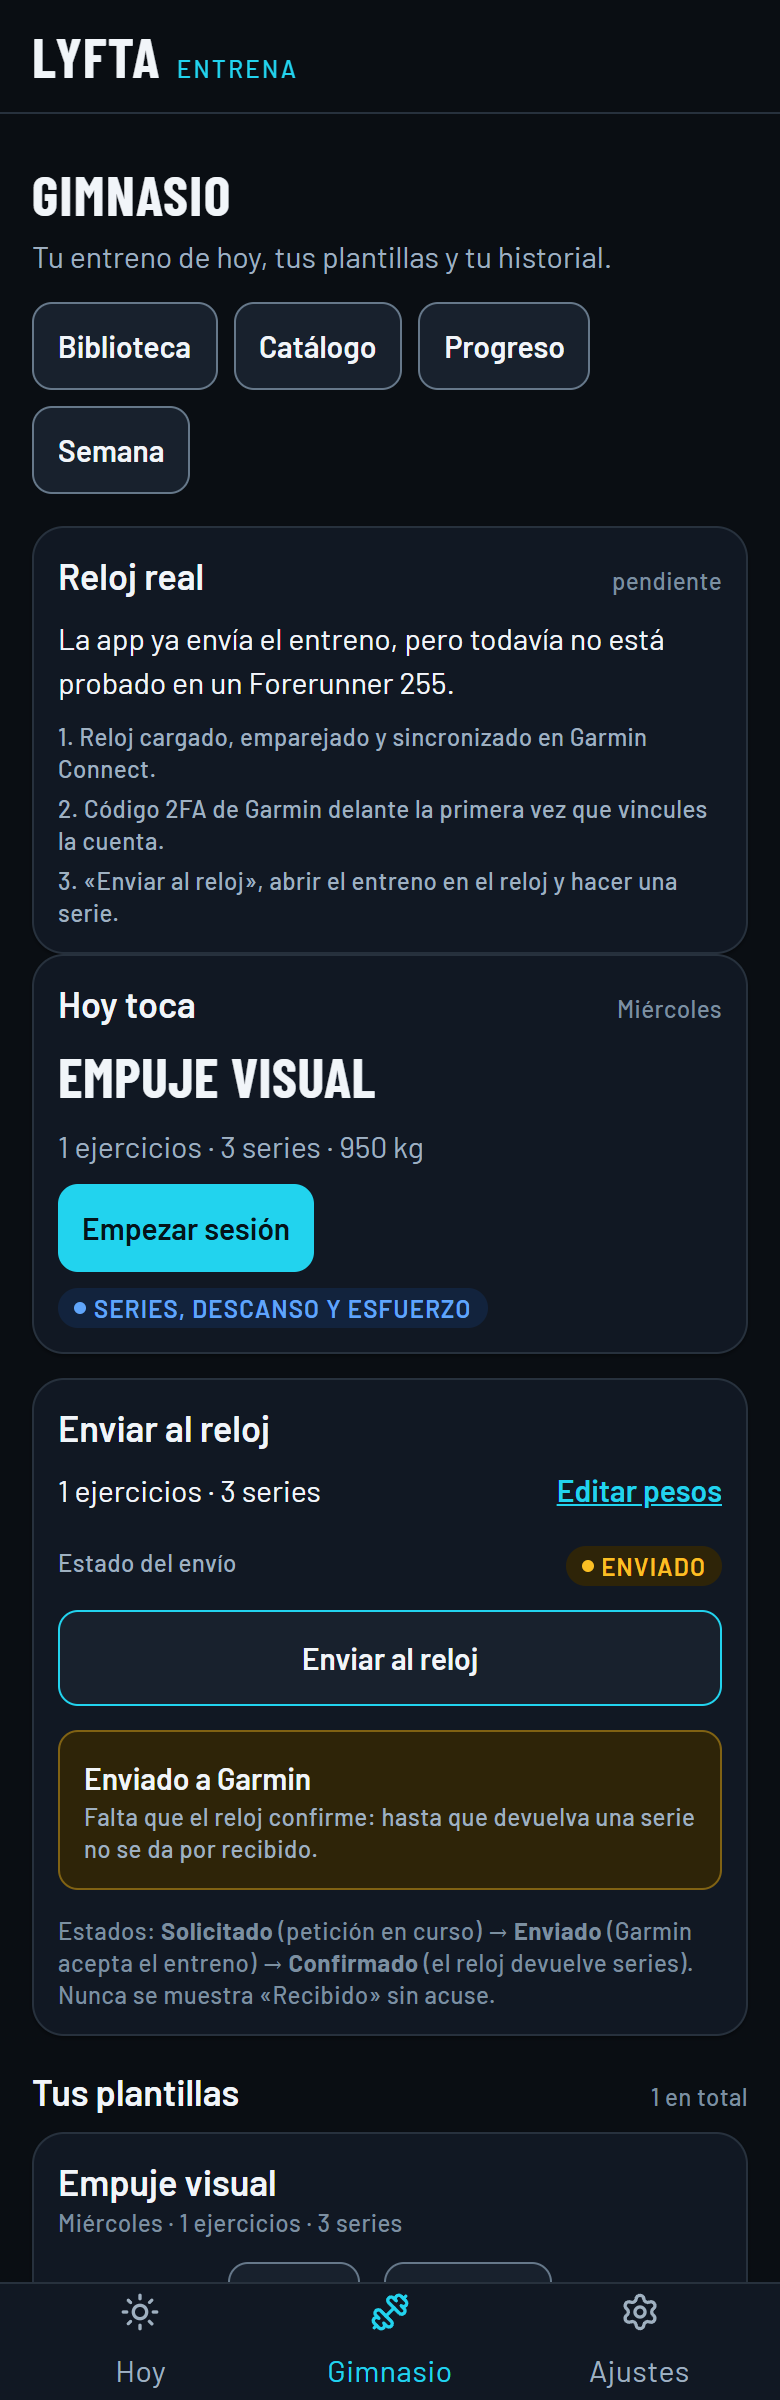 LYFTA ENTRENA
GIMNASIO
Tu entreno de hoy, tus plantillas y tu historial.
Biblioteca Catálogo Progreso
Semana
Reloj real pendiente
La app ya envía el entreno, pero todavía no está
probado en un Forerunner 255.
1. Reloj cargado, emparejado y sincronizado en Garmin
Connect.
2. Código 2FA de Garmin delante la primera vez que vincules
la cuenta.
3. «Enviar al reloj», abrir el entreno en el reloj y hacer una
serie.
Hoy toca Miércoles
EMPUJE VISUAL
1 ejercicios · 3 series · 950 kg
Empezar sesión
SERIES, DESCANSO Y ESFUERZO
Enviar al reloj
1 ejercicios · 3 series Editar pesos
Estado del envío ENVIADO
Enviar al reloj
Enviado a Garmin
Falta que el reloj confirme: hasta que devuelva una serie
no se da por recibido.
Estados: Solicitado (petición en curso) → Enviado (Garmin
acepta el entreno) → Confirmado (el reloj devuelve series).
Nunca se muestra «Recibido» sin acuse.
Tus plantillas 1 en total
Empuje visual
Miércoles · 1 ejercicios · 3 series
Hoy Gimnasio Ajustes